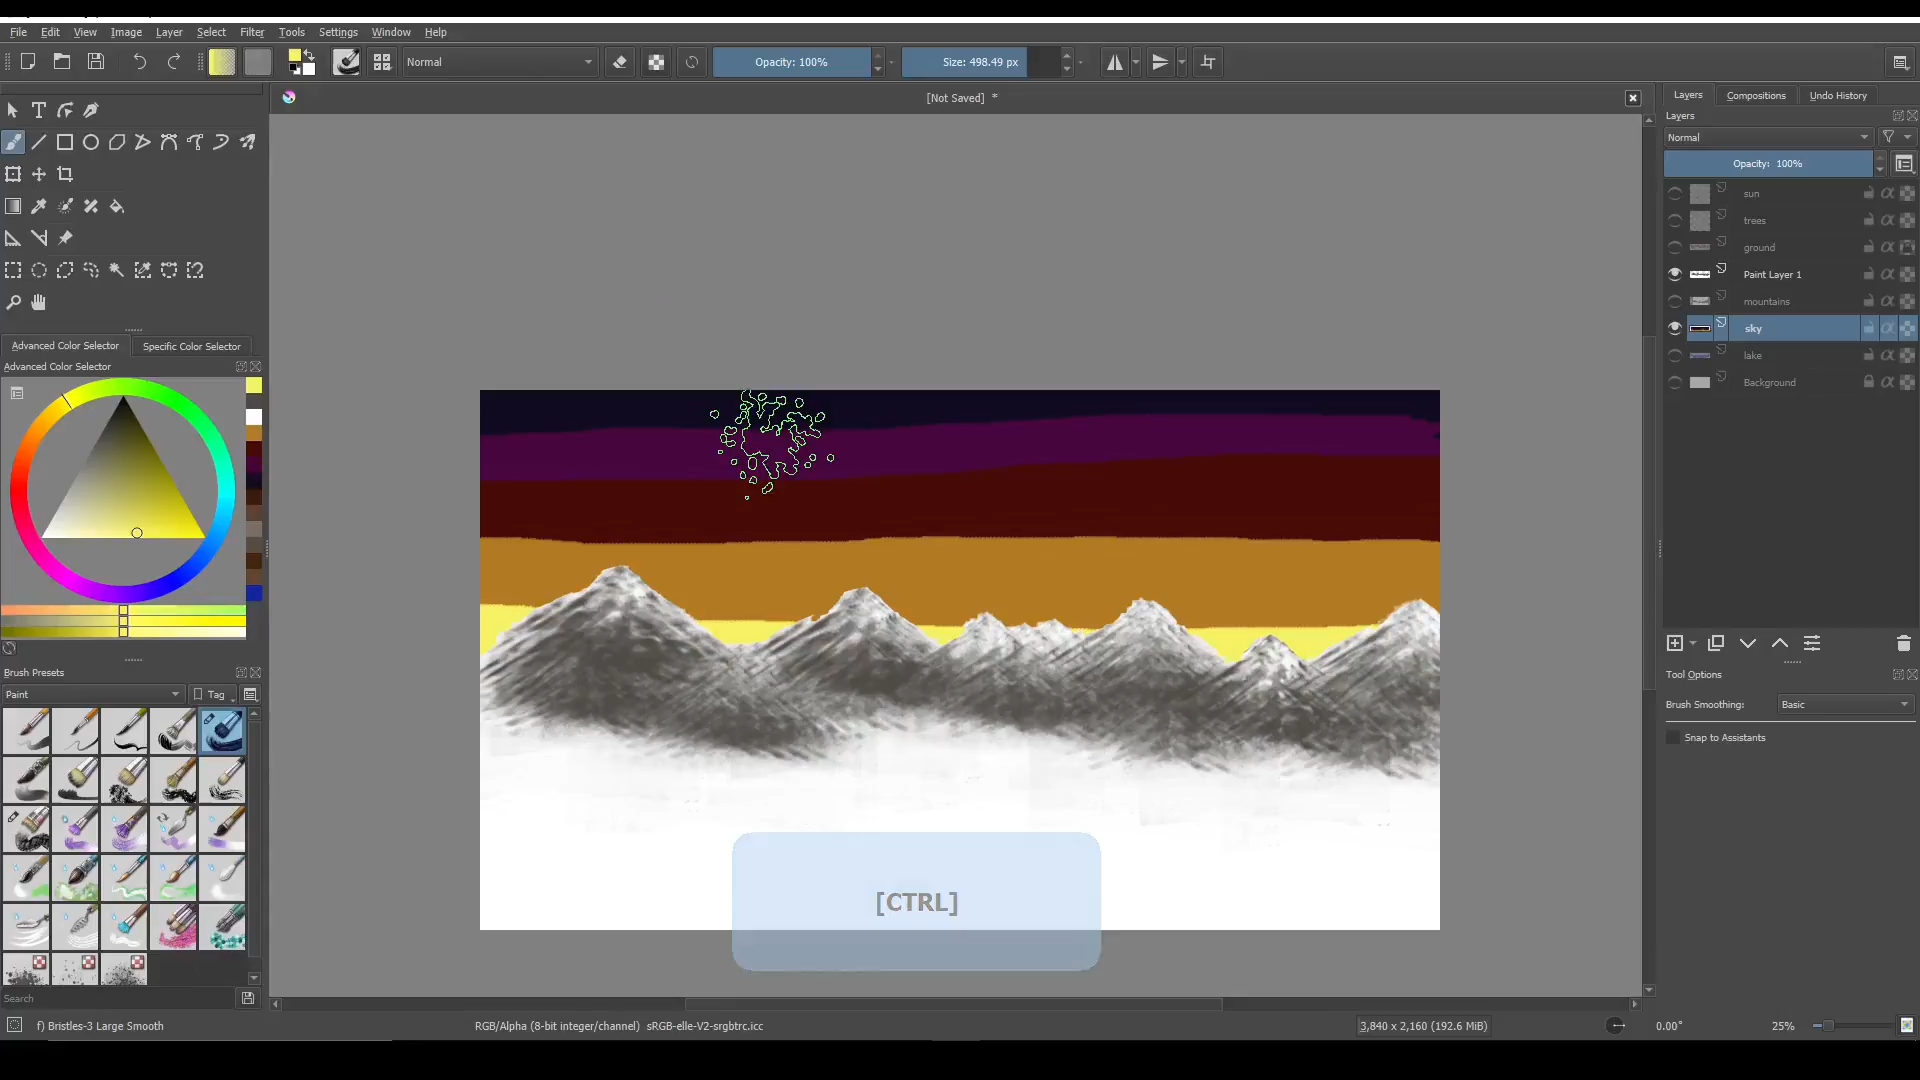 File Edit View Image Layer Select Filter Tools Settings Window Help
Normal
Opacity: 100%
Size: 498.49 px
[Not Saved] *
Layers Compositions Undo History
Layers
Normal
Opacity: 100%
sun
trees
ground
Paint Layer 1
mountains
sky
lake
Background
Advanced Color Selector Specific Color Selector
Advanced Color Selector
Brush Presets
Paint
Tag
Search
Tool Options
Brush Smoothing: Basic
Snap to Assistants
[CTRL]
f) Bristles-3 Large Smooth
RGB/Alpha (8-bit integer/channel) sRGB-elle-V2-srgbtrc.icc
3,840 x 2,160 (192.6 MiB)
0.00°
25%